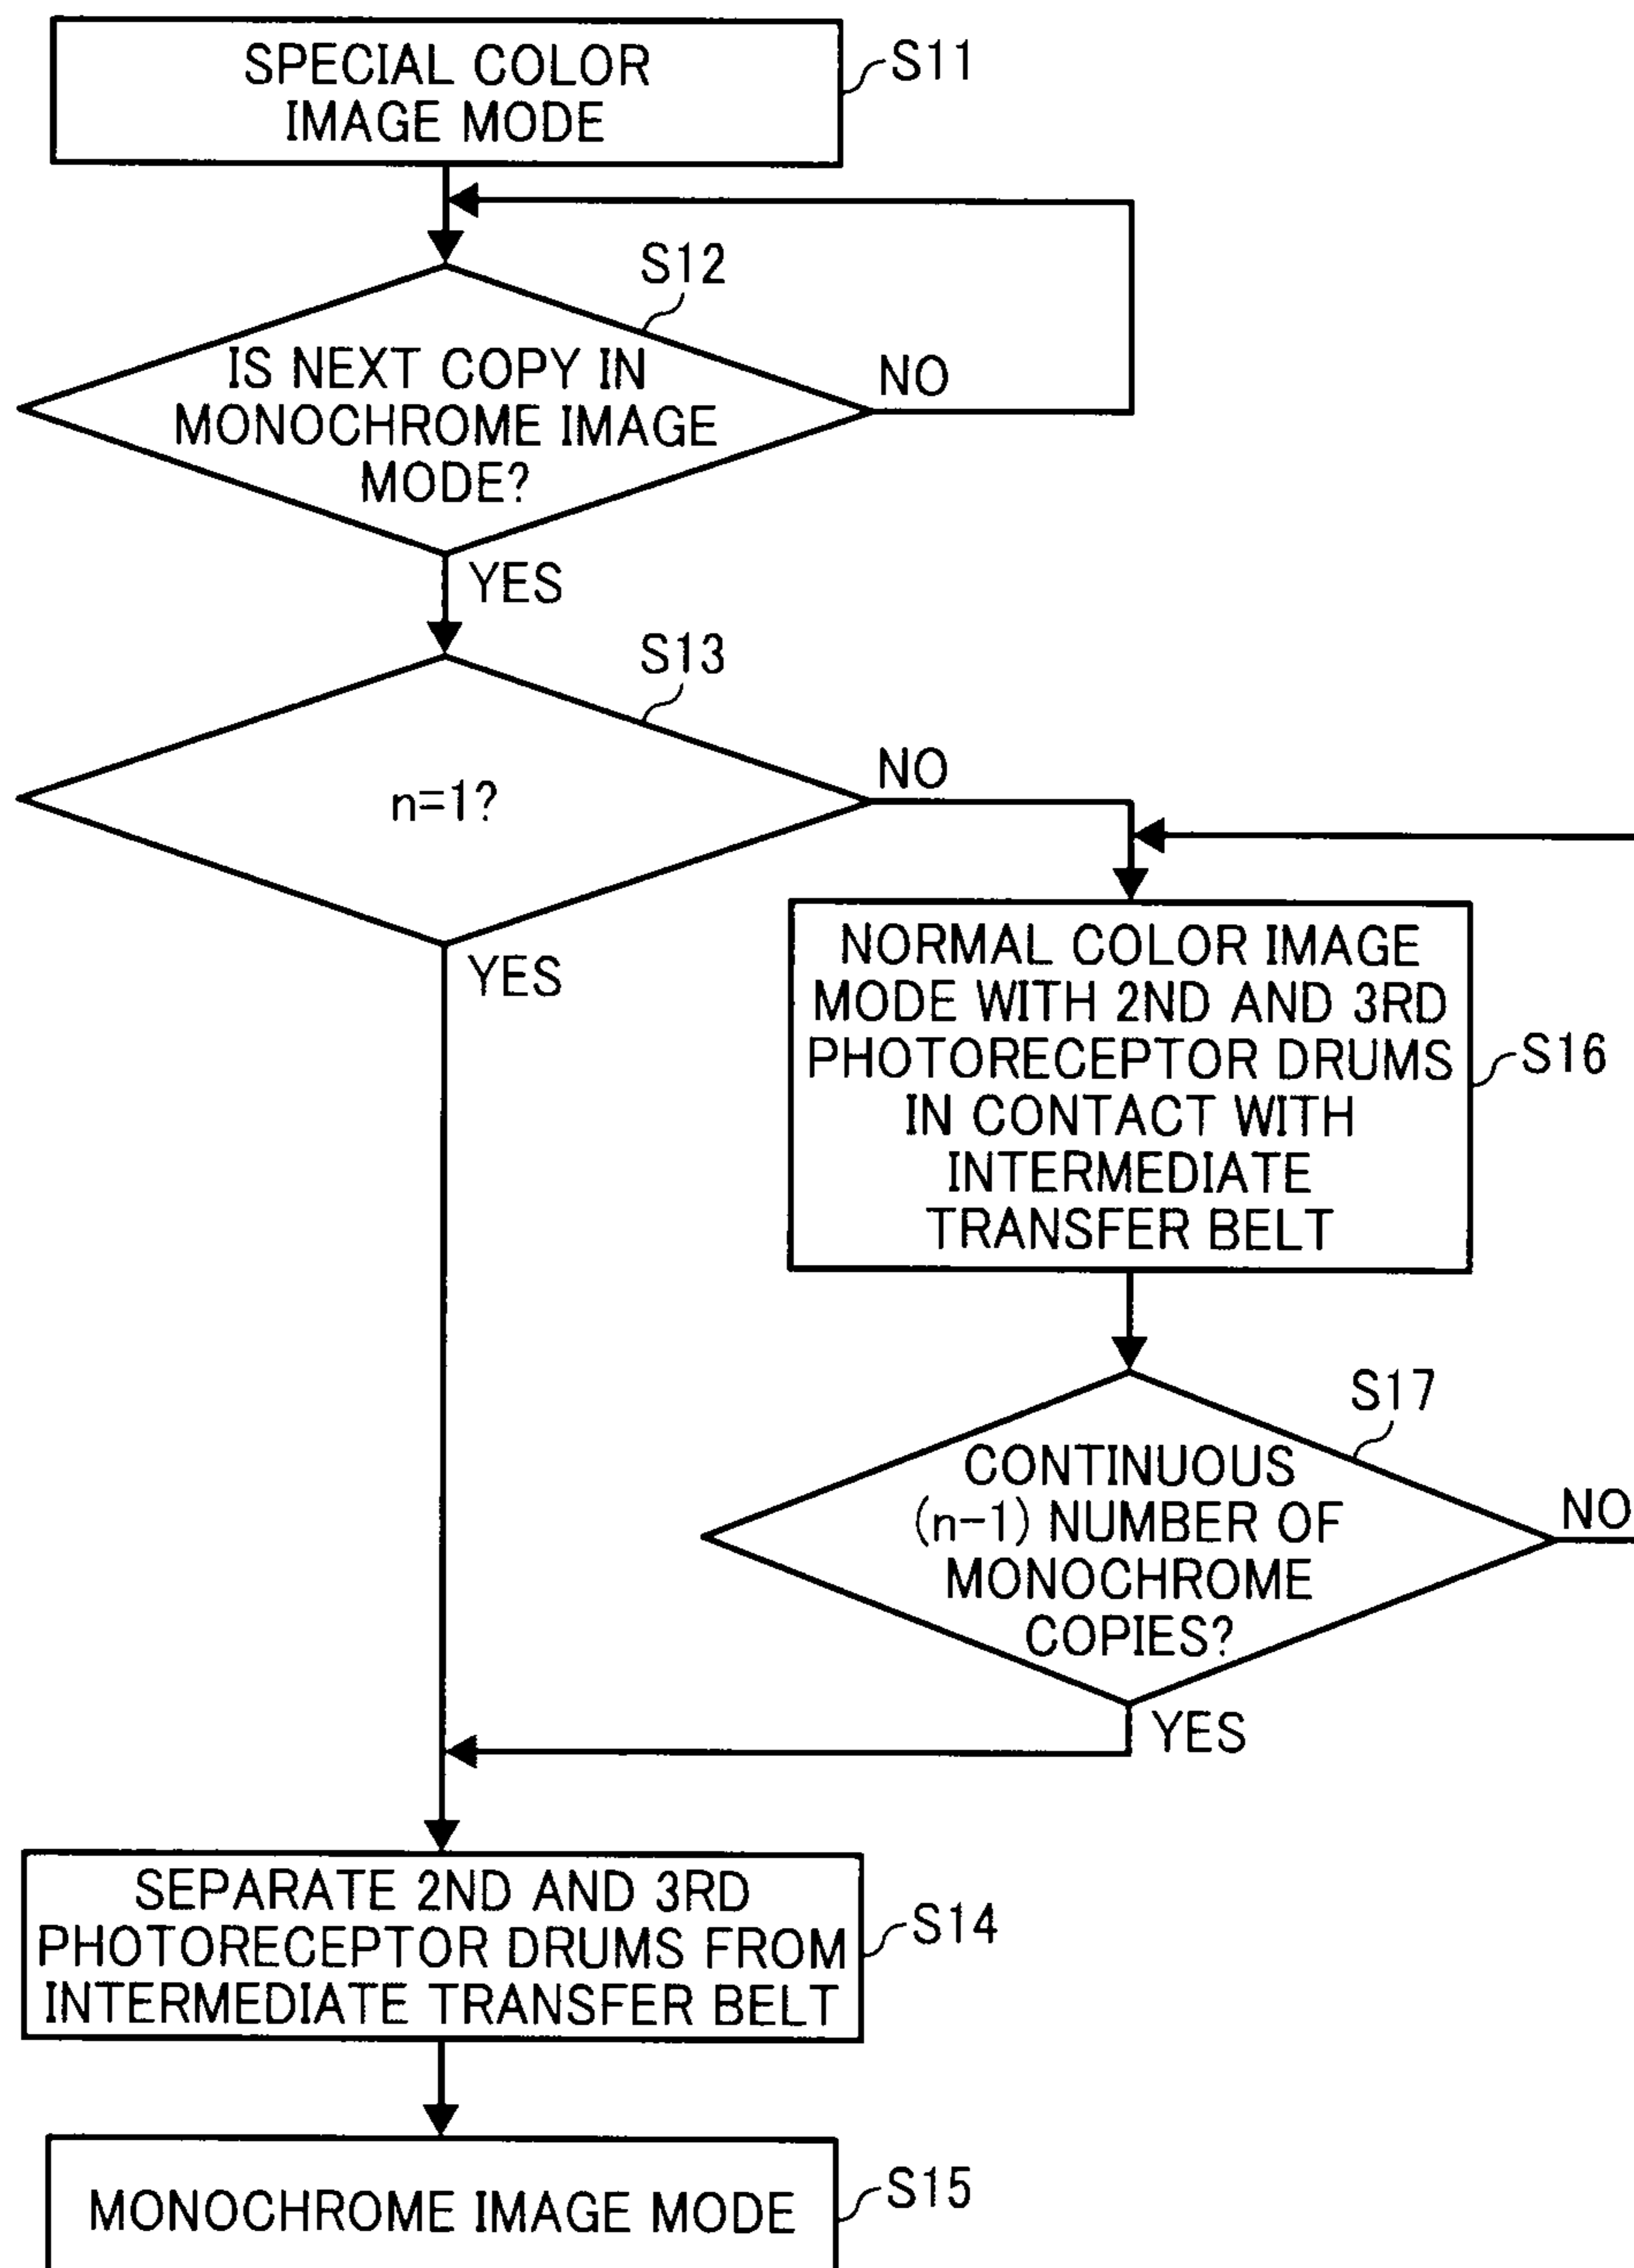 SPECIAL COLOR
IMAGE MODE
S11
S12
IS NEXT COPY IN
MONOCHROME IMAGE
MODE?
NO
YES
S13
n=1?
NO
YES
NORMAL COLOR IMAGE
MODE WITH 2ND AND 3RD
PHOTORECEPTOR DRUMS
IN CONTACT WITH
INTERMEDIATE
TRANSFER BELT
S16
S17
CONTINUOUS
(n-1) NUMBER OF
MONOCHROME
COPIES?
NO
YES
SEPARATE 2ND AND 3RD
PHOTORECEPTOR DRUMS FROM
INTERMEDIATE TRANSFER BELT
S14
MONOCHROME IMAGE MODE
S15